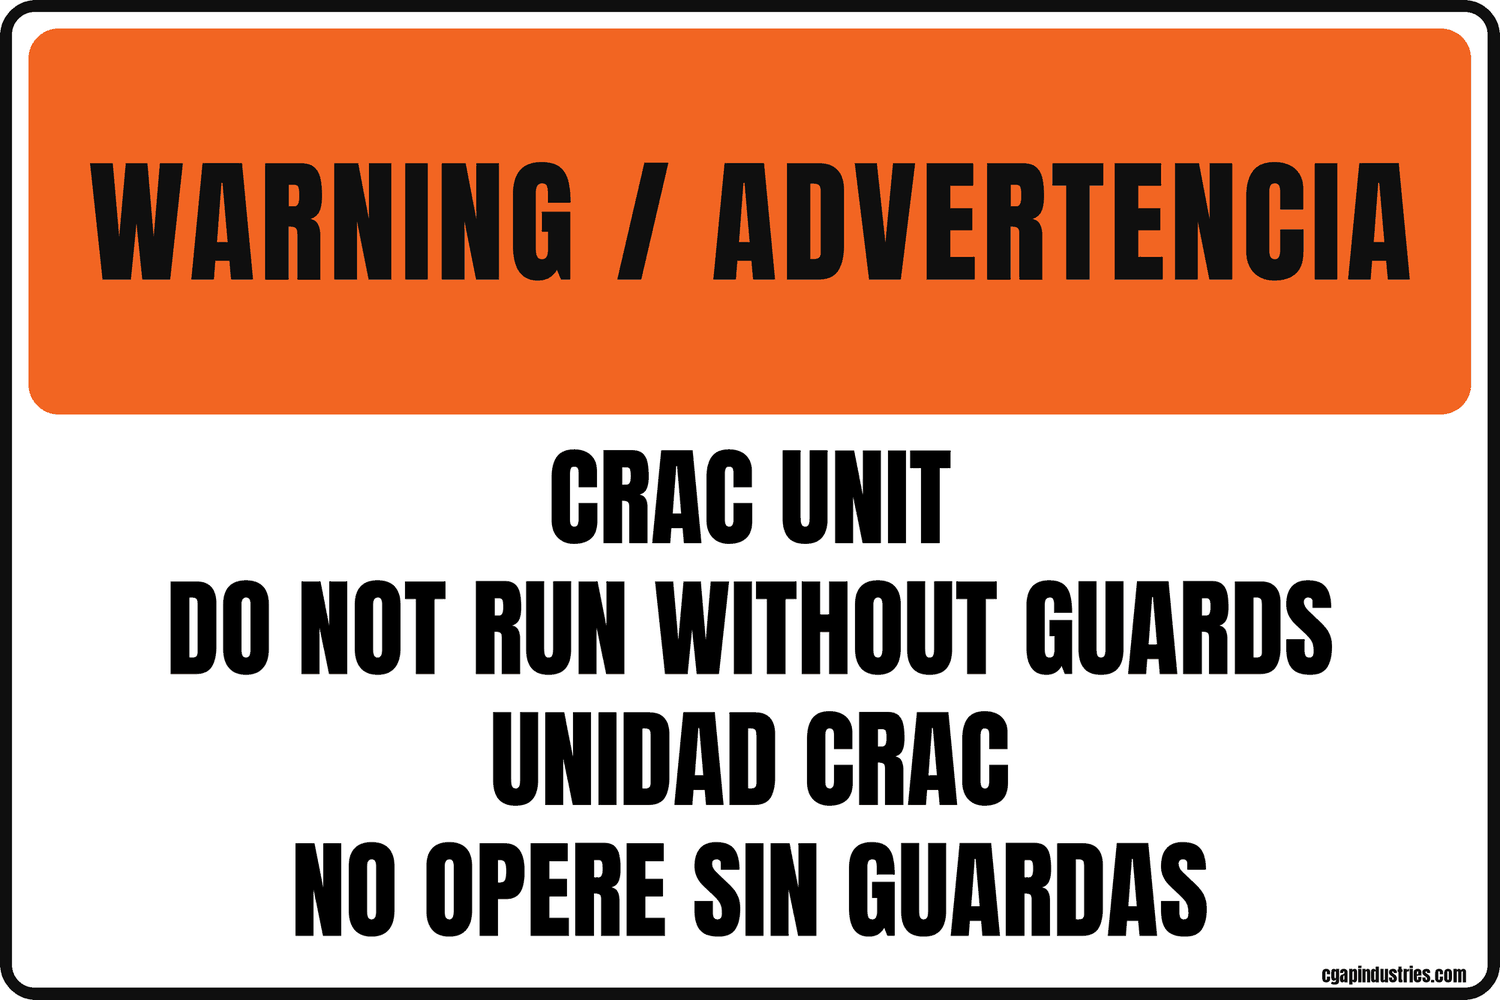 WARNING / ADVERTENCIA
CRAC UNIT
DO NOT RUN WITHOUT GUARDS
UNIDAD CRAC
NO OPERE SIN GUARDAS
cgapindustries.com